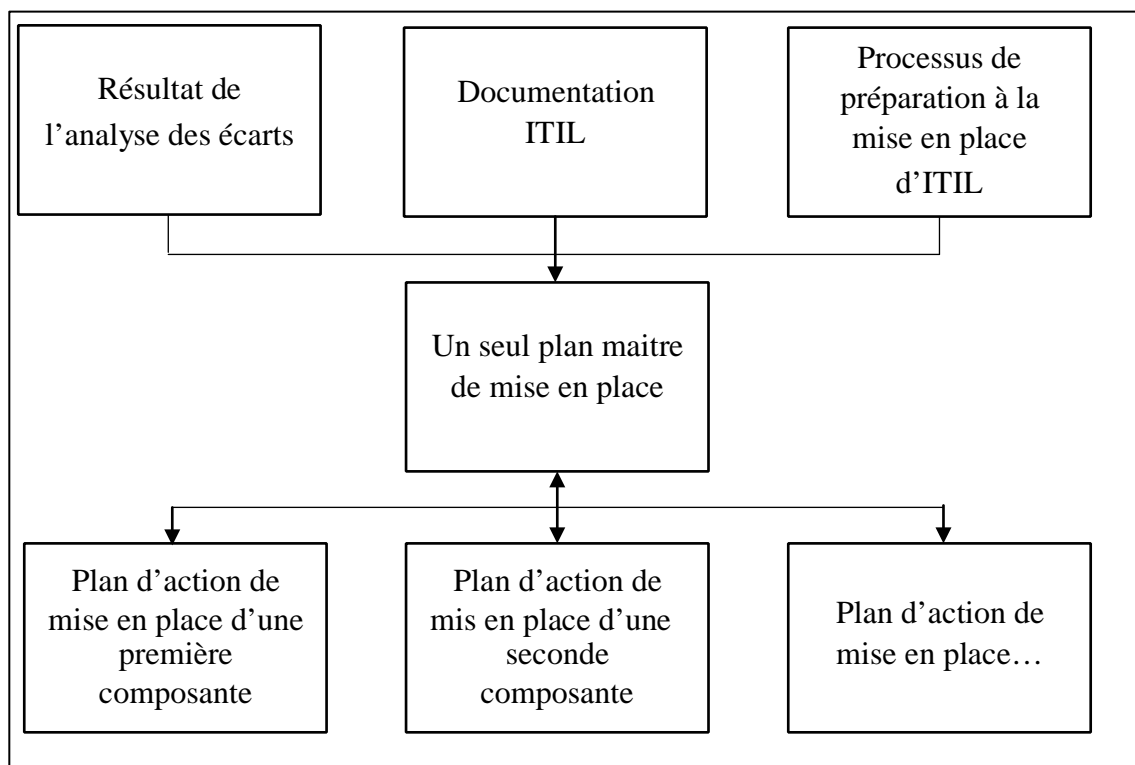 Résultat de
l’analyse des écarts
Documentation
ITIL
Processus de
préparation à la
mise en place
d’ITIL
Un seul plan maitre
de mise en place
Plan d’action de
mise en place d’une
première
composante
Plan d’action de
mis en place d’une
seconde
composante
Plan d’action de
mise en place…